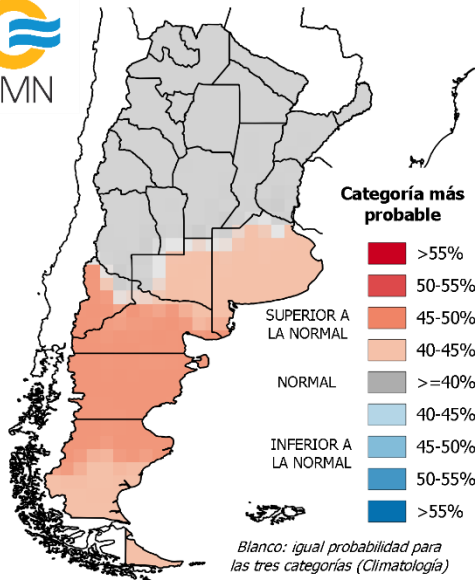 MN
Categoría más
probable
>55%
50-55%
SUPERIOR A
LA NORMAL
45-50%
40-45%
NORMAL
>=40%
40-45%
INFERIOR A
LA NORMAL
45-50%
50-55%
>55%
Blanco: igual probabilidad para
las tres categorías (Climatología)